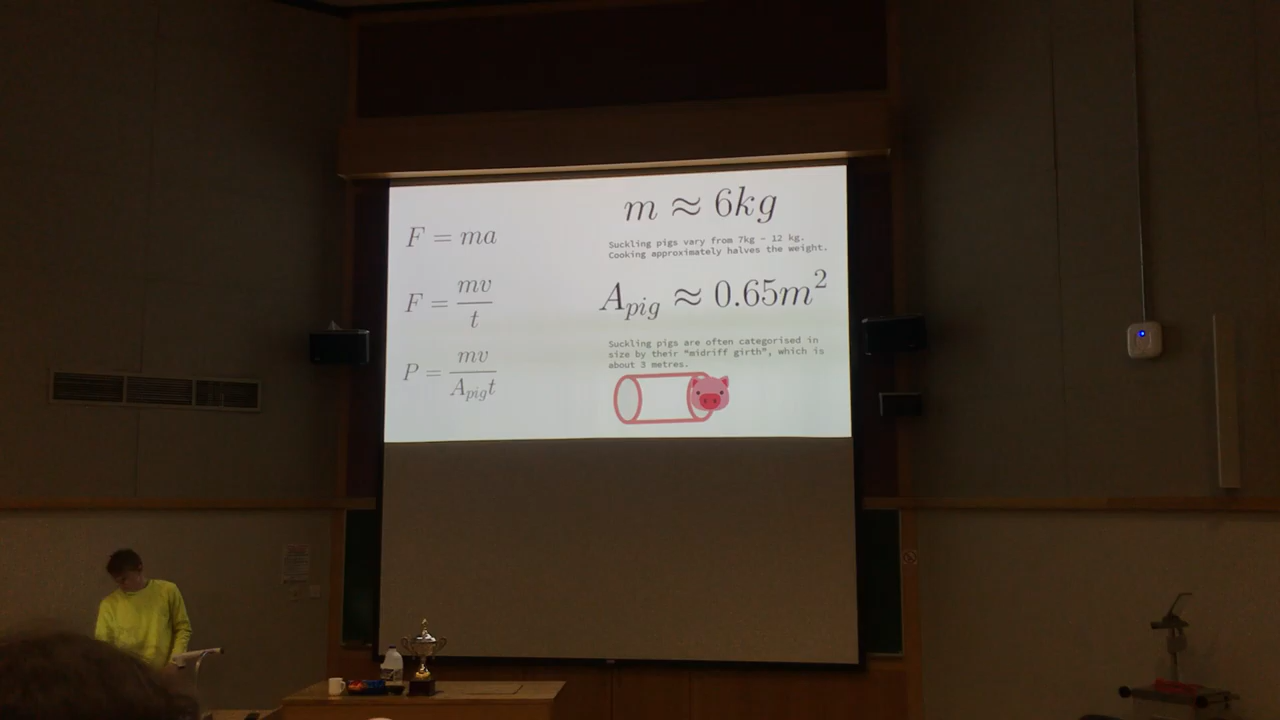 F = ma
F = mv/t
P = mv/A_pig t
m ≈ 6kg
Suckling pigs vary from 7kg – 12 kg.
Cooking approximately halves the weight.
A_pig ≈ 0.65m²
Suckling pigs are often categorised in
size by their "midriff girth", which is
about 3 metres.